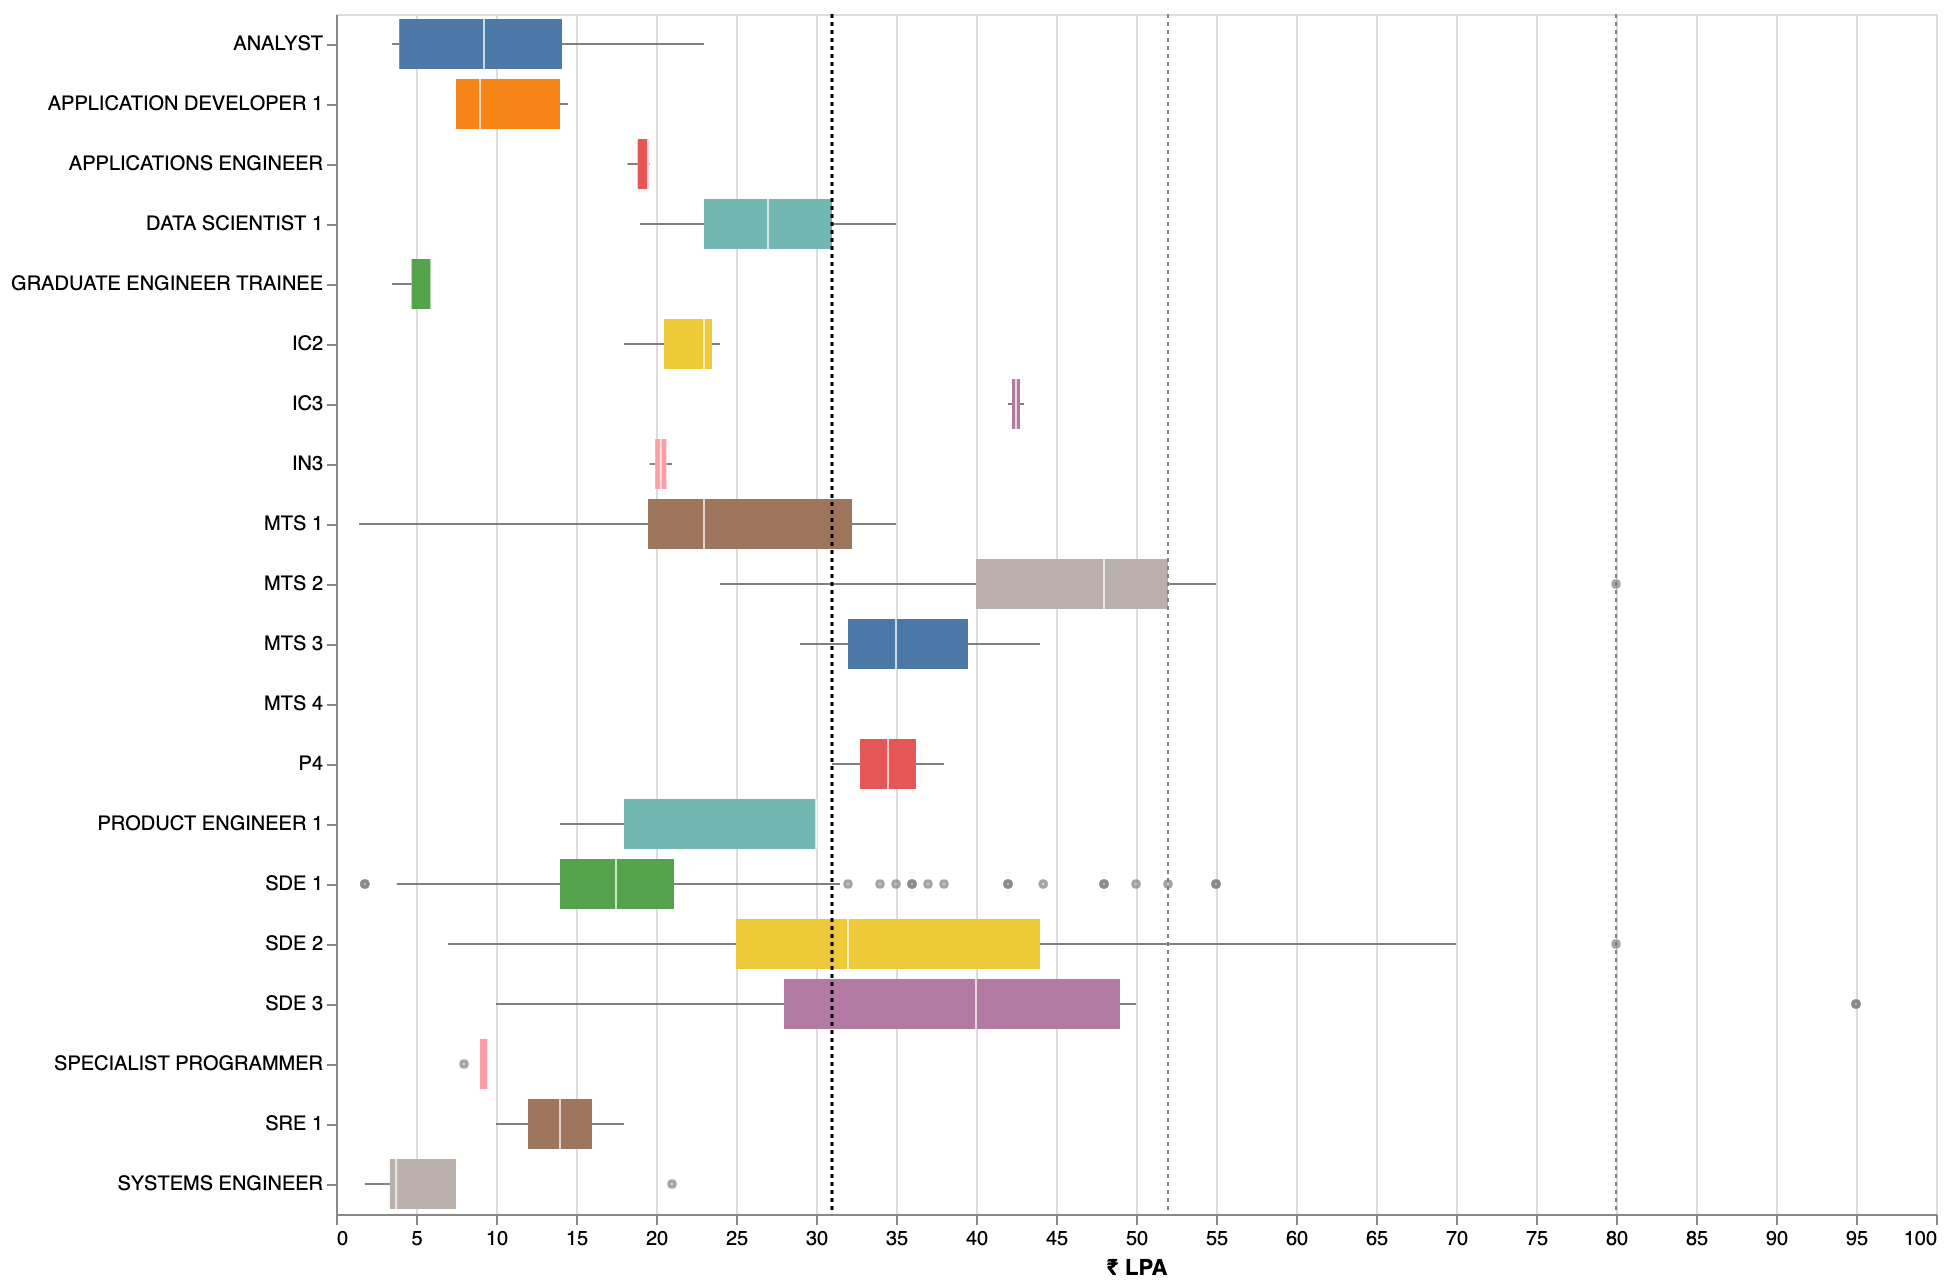 ANALYST
APPLICATION DEVELOPER 1
APPLICATIONS ENGINEER
DATA SCIENTIST 1
GRADUATE ENGINEER TRAINEE
IC2
IC3
IN3
MTS 1
MTS 2
MTS 3
MTS 4
P4
PRODUCT ENGINEER 1
SDE 1
SDE 2
SDE 3
SPECIALIST PROGRAMMER
SRE 1
SYSTEMS ENGINEER
0 5 10 15 20 25 30 35 40 45 50 55 60 65 70 75 80 85 90 95 100
₹ LPA